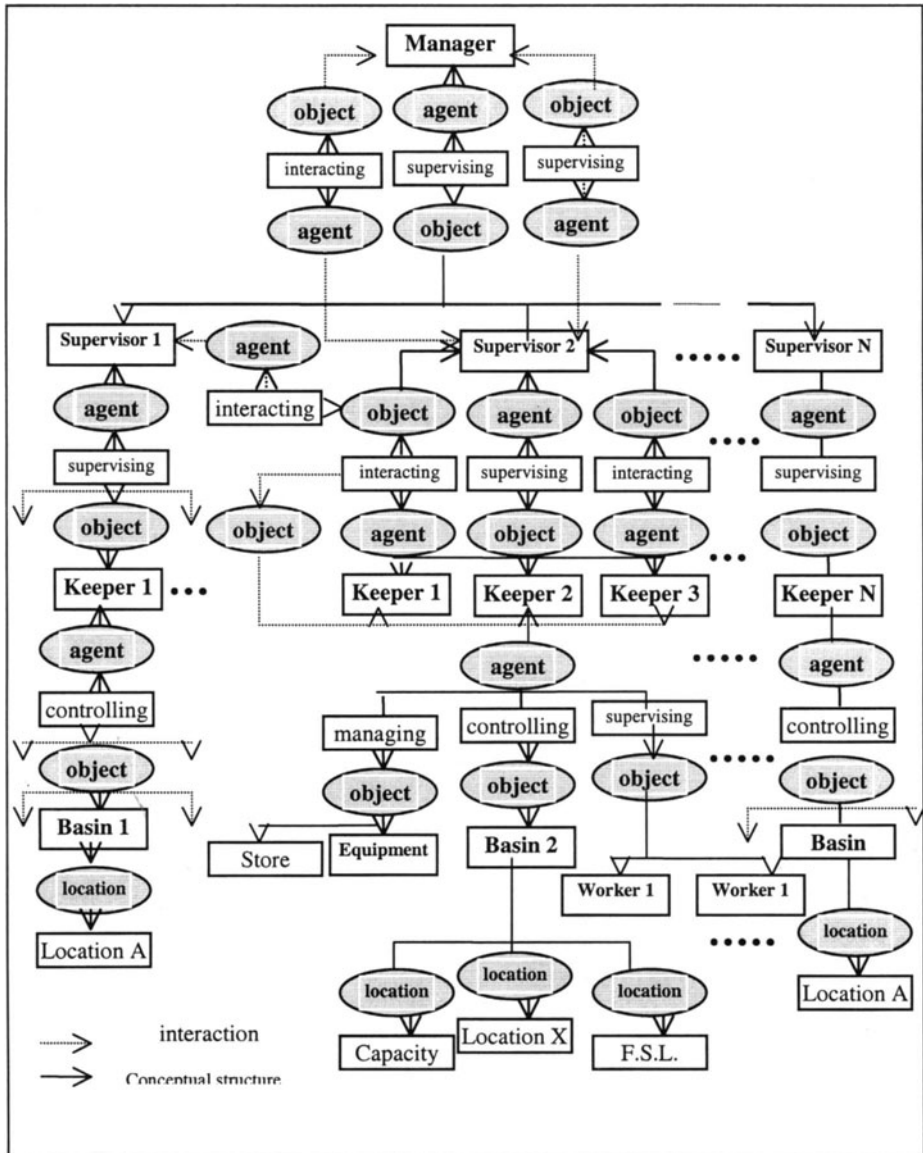 Manager
object agent object
interacting supervising supervising
agent object agent
Supervisor 1 agent Supervisor 2 Supervisor N
agent interacting object agent object agent
supervising interacting supervising interacting supervising
object object agent object agent object
Keeper 1 Keeper 1 Keeper 2 Keeper 3 Keeper N
agent agent agent
controlling managing controlling supervising controlling
object object object object object
Basin 1 Store Equipment Basin 2 Basin
Worker 1 Worker 1
location location
Location A Location A
location location location
Capacity Location X F.S.L.
interaction
Conceptual structure